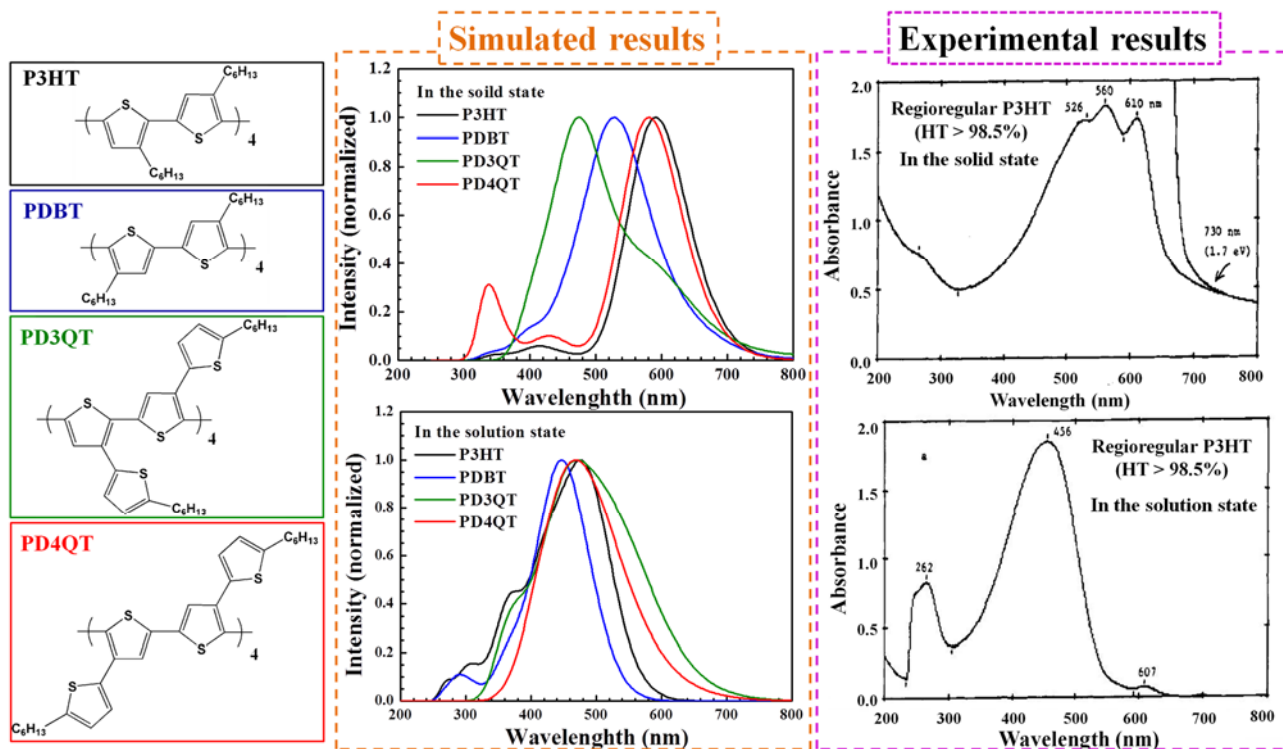 Simulated results
Experimental results
P3HT
C6H13
S
S
4
C6H13
PDBT
C6H13
S
S
4
C6H13
PD3QT
C6H13
S
S
S
4
S
C6H13
PD4QT
C6H13
S
S
S
4
S
C6H13
1.2
1.0
0.8
0.6
0.4
0.2
0.0
Intensity (normalized)
In the soild state
P3HT
PDBT
PD3QT
PD4QT
200 300 400 500 600 700 800
Wavelenghth (nm)
1.2
1.0
0.8
0.6
0.4
0.2
0.0
Intensity (normalized)
In the solution state
P3HT
PDBT
PD3QT
PD4QT
200 300 400 500 600 700 800
Wavelenghth (nm)
2.0
1.5
1.0
0.5
0.0
Absorbance
Regioregular P3HT
(HT > 98.5%)
In the solid state
526
560
610 nm
730 nm
(1.7 eV)
200 300 400 500 600 700 800
Wavelength (nm)
2.0
1.5
1.0
0.5
0.0
Absorbance
a
262
456
607
Regioregular P3HT
(HT > 98.5%)
In the solution state
200 300 400 500 600 700 800
Wavelenghth (nm)